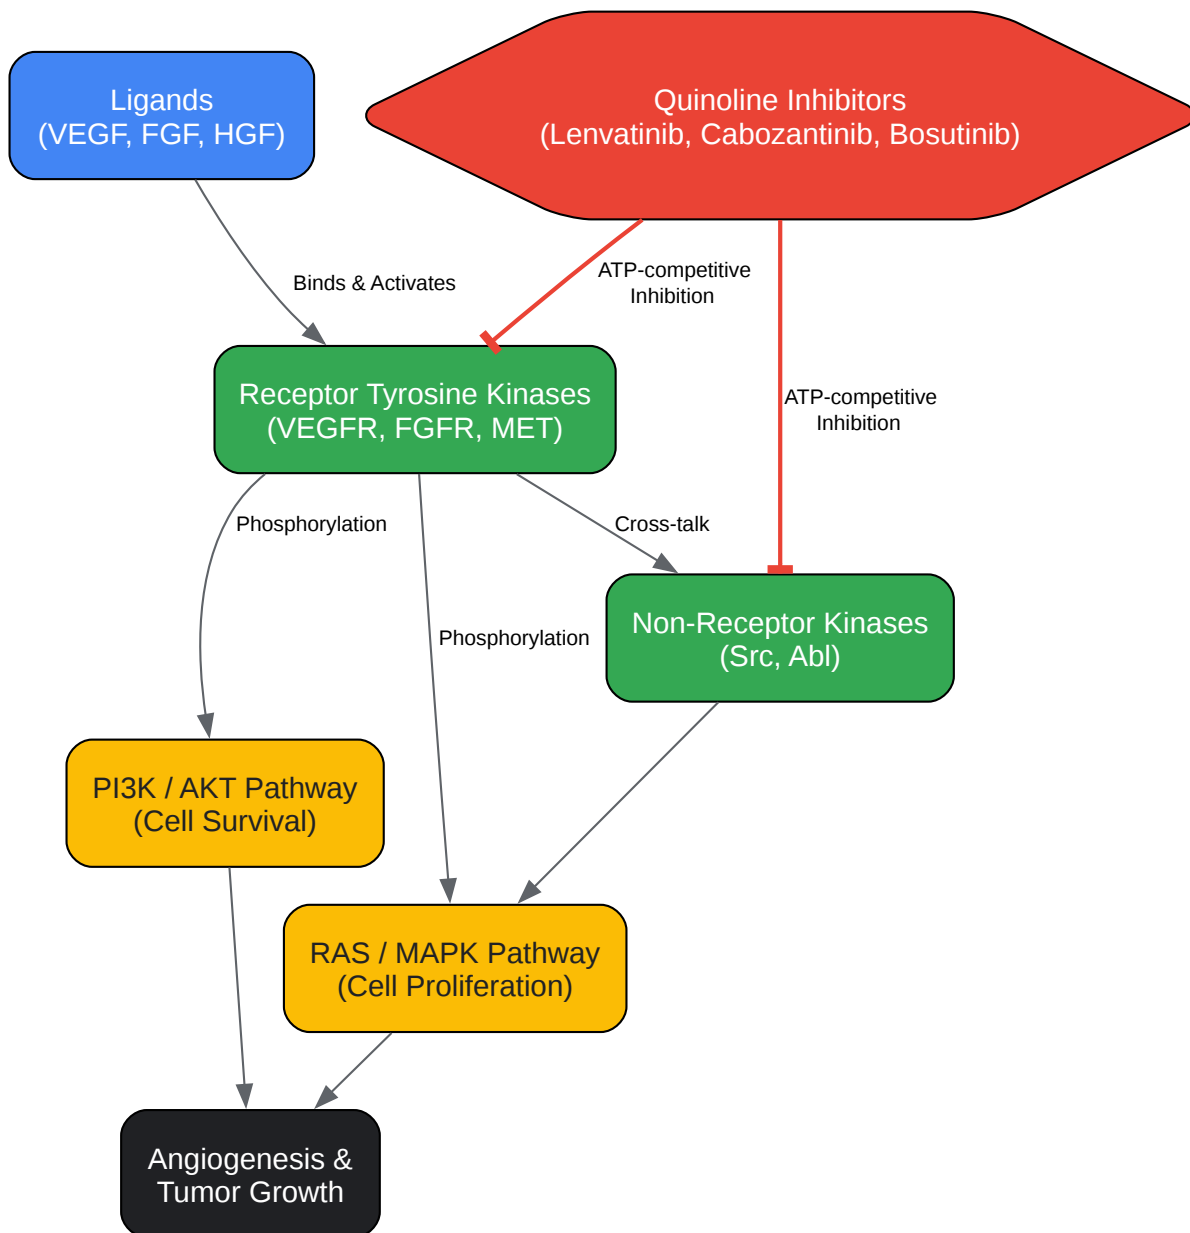 Ligands
(VEGF, FGF, HGF)
Quinoline Inhibitors
(Lenvatinib, Cabozantinib, Bosutinib)
Binds & Activates
ATP-competitive
Inhibition
Receptor Tyrosine Kinases
(VEGFR, FGFR, MET)
ATP-competitive
Inhibition
Phosphorylation
Cross-talk
Phosphorylation
Non-Receptor Kinases
(Src, Abl)
PI3K / AKT Pathway
(Cell Survival)
RAS / MAPK Pathway
(Cell Proliferation)
Angiogenesis &
Tumor Growth